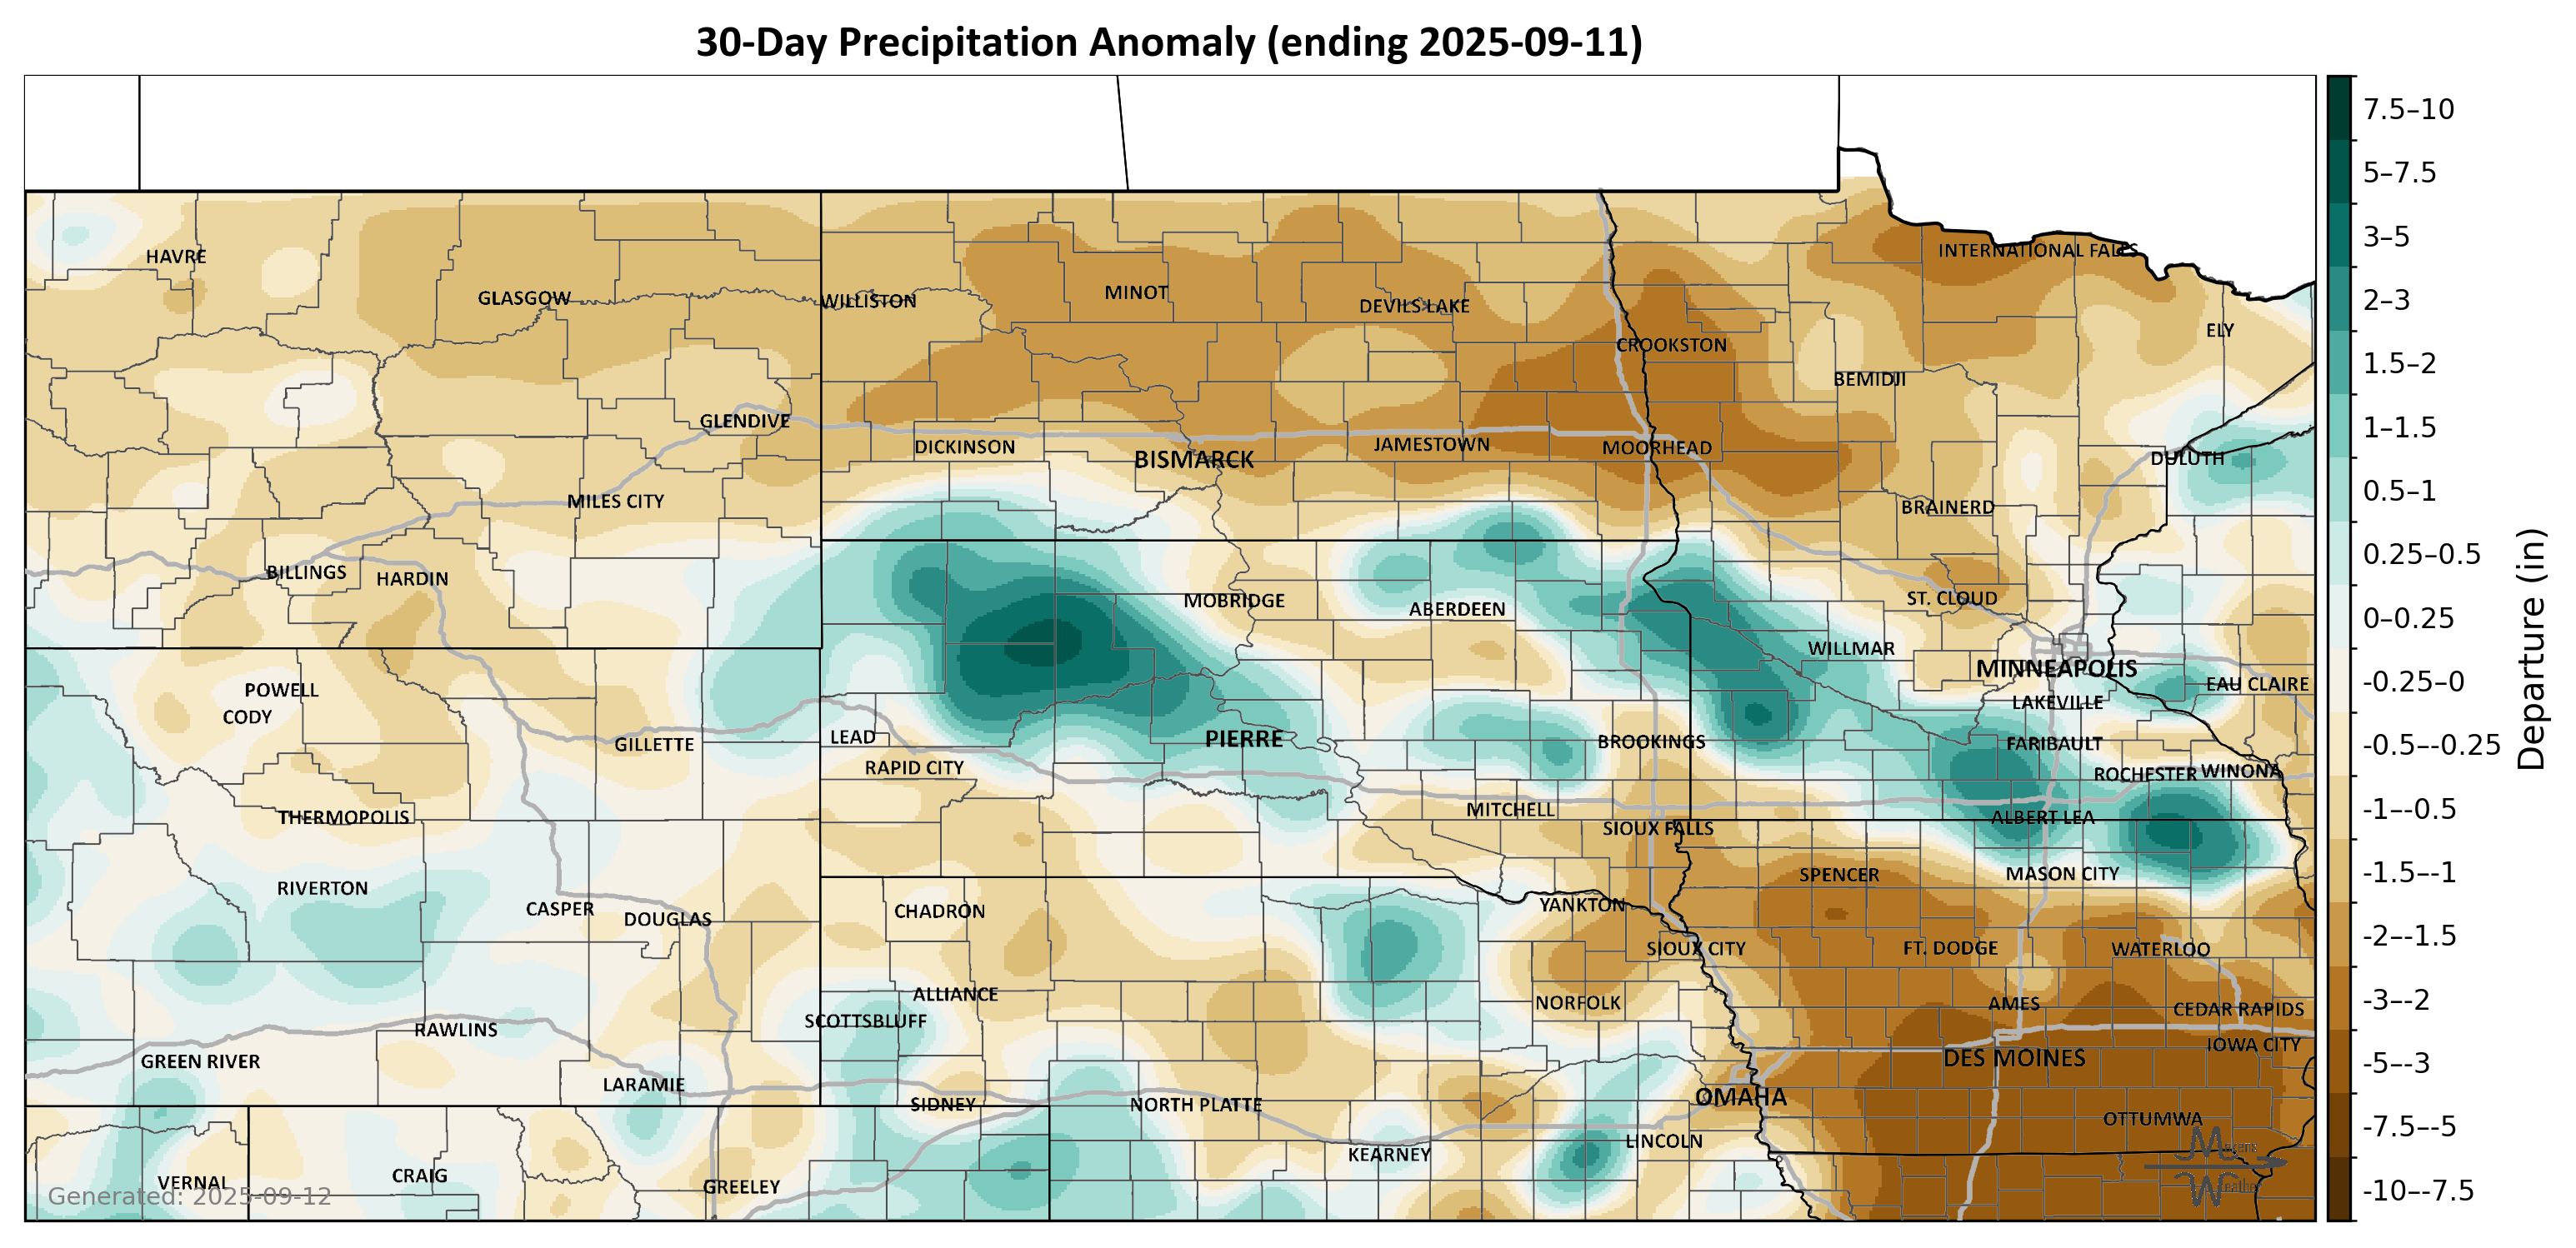 30-Day Precipitation Anomaly (ending 2025-09-11)
7.5–10
5–7.5
3–5
2–3
1.5–2
1–1.5
0.5–1
0.25–0.5
0–0.25
-0.25–0
-0.5–-0.25
-1–-0.5
-1.5–-1
-2–-1.5
-3–-2
-5–-3
-7.5–-5
-10–-7.5
Departure (in)
HAVRE
INTERNATIONAL FALLS
GLASGOW
WILLISTON
MINOT
DEVILS LAKE
ELY
CROOKSTON
BEMIDJI
GLENDIVE
DICKINSON
BISMARCK
JAMESTOWN
MOORHEAD
DULUTH
MILES CITY
BRAINERD
BILLINGS
HARDIN
MOBRIDGE
ABERDEEN
ST. CLOUD
WILLMAR
MINNEAPOLIS
POWELL
EAU CLAIRE
CODY
LAKEVILLE
GILLETTE
LEAD
PIERRE
BROOKINGS
FARIBAULT
RAPID CITY
ROCHESTER
WINONA
THERMOPOLIS
MITCHELL
ALBERT LEA
SIOUX FALLS
RIVERTON
SPENCER
MASON CITY
CASPER
DOUGLAS
CHADRON
YANKTON
SIOUX CITY
FT. DODGE
WATERLOO
ALLIANCE
NORFOLK
AMES
CEDAR RAPIDS
SCOTTSBLUFF
RAWLINS
IOWA CITY
GREEN RIVER
DES MOINES
LARAMIE
OMAHA
SIDNEY
NORTH PLATTE
OTTUMWA
LINCOLN
KEARNEY
VERNAL
CRAIG
GREELEY
Generated: 2025-09-12
Myers
Weather